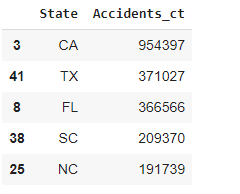 State Accidents_ct
3 CA 954397
41 TX 371027
8 FL 366566
38 SC 209370
25 NC 191739